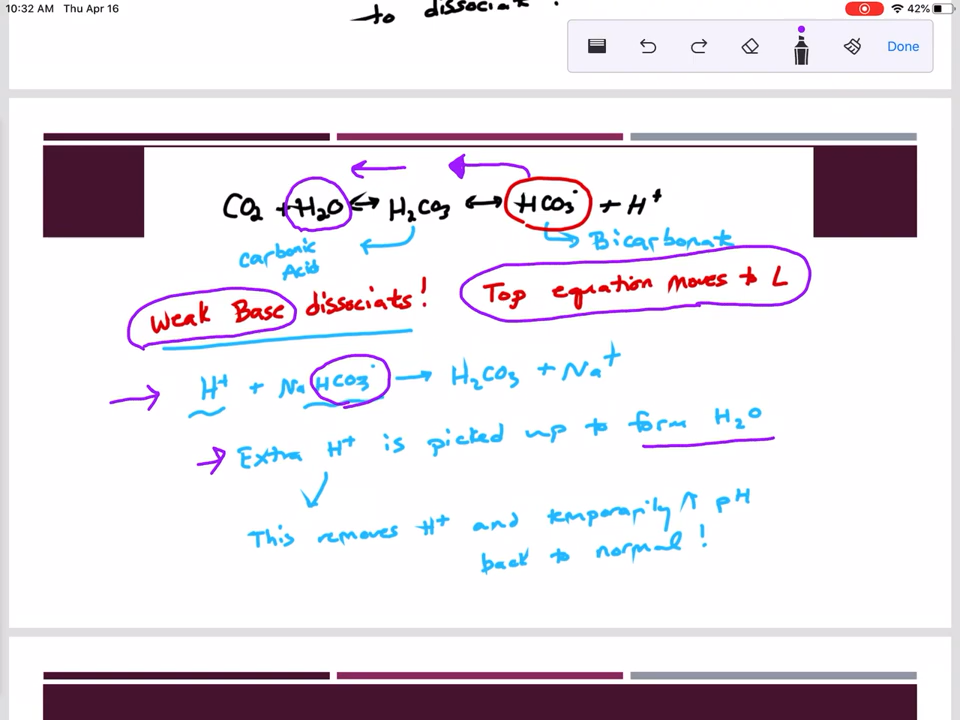 10:32 AM Thu Apr 16
42%
to dissociate!
Done
CO2 + H2O ↔ H2CO3 ↔ HCO3- + H+
Carbonic
Acid
Bicarbonate
Weak Base dissociats!
Top equation moves to L
→ H+ + NaHCO3- → H2CO3 + Na+
→ Extra H+ is picked up to form H2O
This removes H+ and temporarily ↑ pH
back to normal!